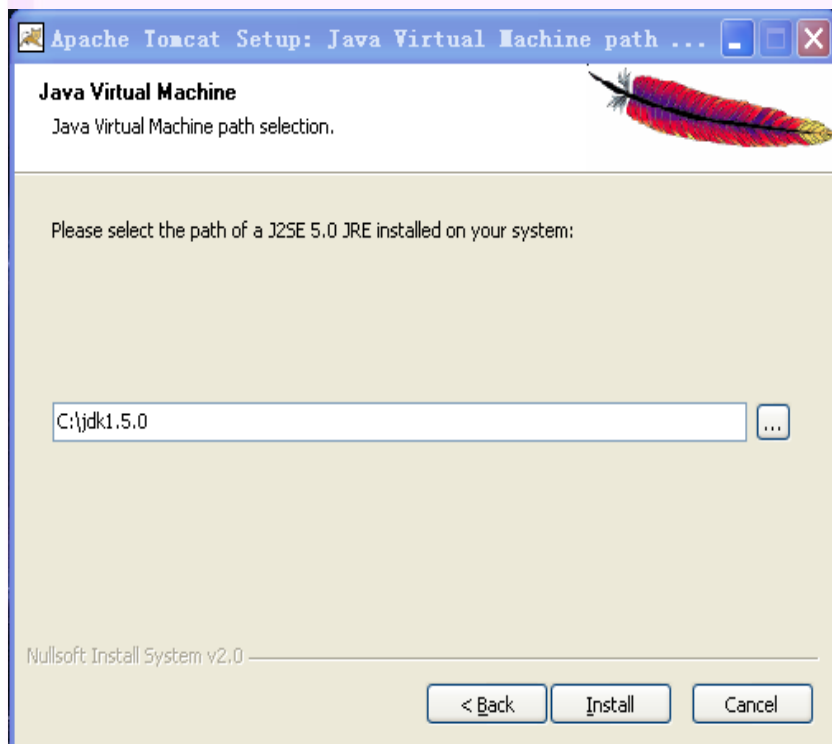 Apache Tomcat Setup: Java Virtual Machine path ...
Java Virtual Machine
Java Virtual Machine path selection.
Please select the path of a J2SE 5.0 JRE installed on your system:
C:\jdk1.5.0
...
Nullsoft Install System v2.0
< Back
Install
Cancel